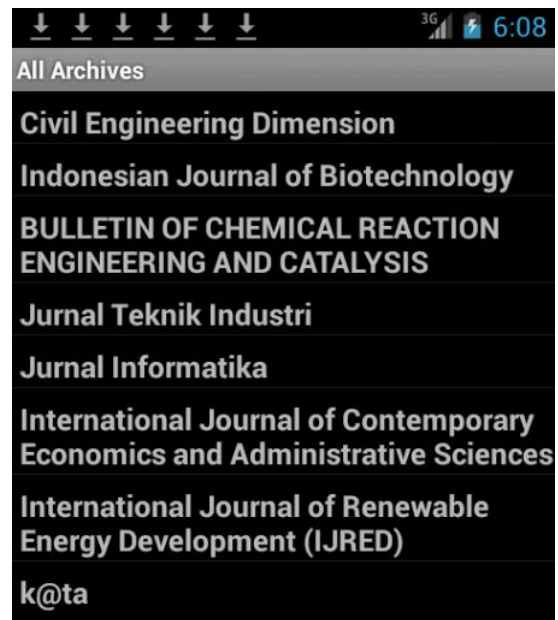 3G 6:08
All Archives
Civil Engineering Dimension
Indonesian Journal of Biotechnology
BULLETIN OF CHEMICAL REACTION
ENGINEERING AND CATALYSIS
Jurnal Teknik Industri
Jurnal Informatika
International Journal of Contemporary
Economics and Administrative Sciences
International Journal of Renewable
Energy Development (IJRED)
k@ta